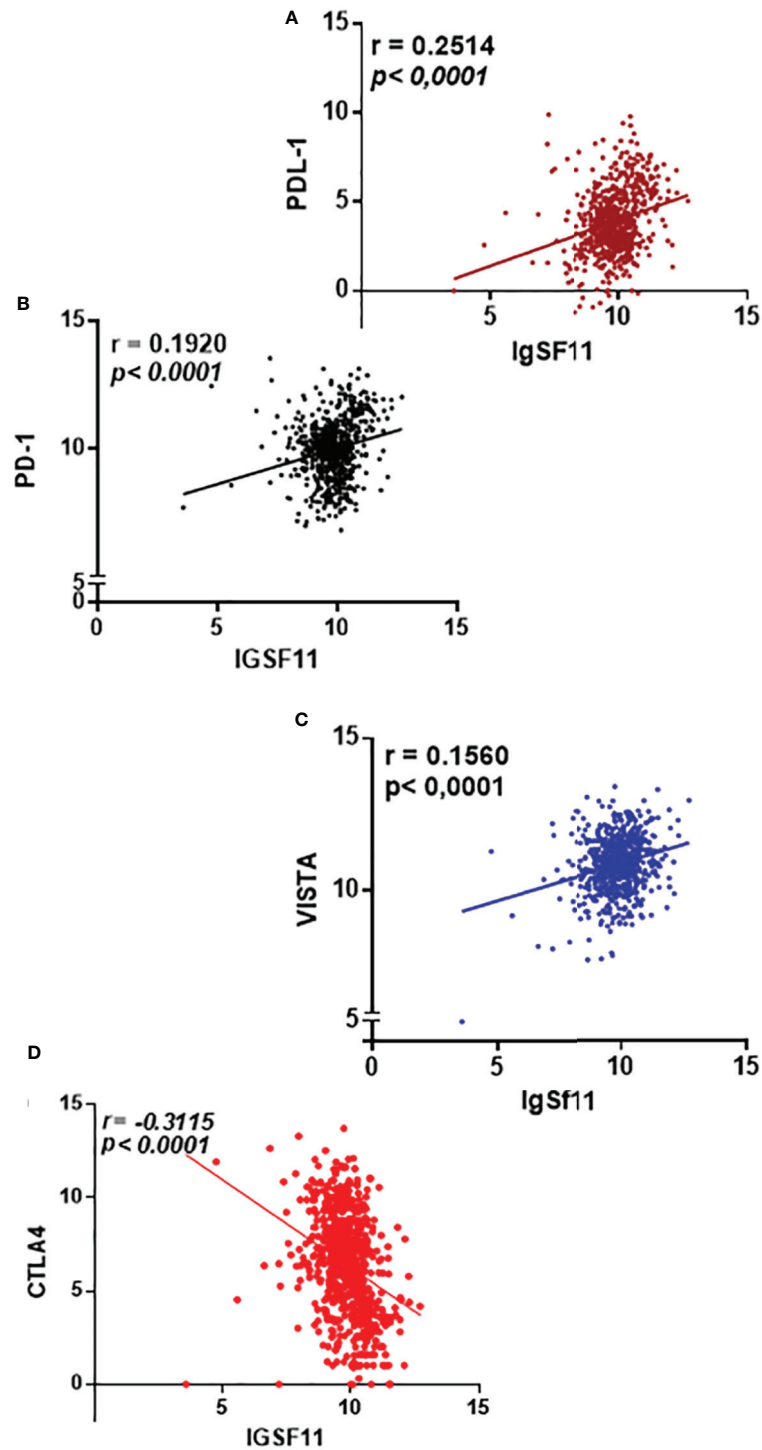 A
15
r = 0.2514
p< 0,0001
10
PDL-1
5
0
5
10
15
IgSF11
B
15
r = 0.1920
p< 0.0001
10
PD-1
5
0
0
5
10
15
IGSF11
C
15
r = 0.1560
p< 0,0001
10
VISTA
5
0
5
10
15
IgSf11
D
15
r= -0.3115
p< 0.0001
10
CTLA4
5
0
5
10
15
IGSF11